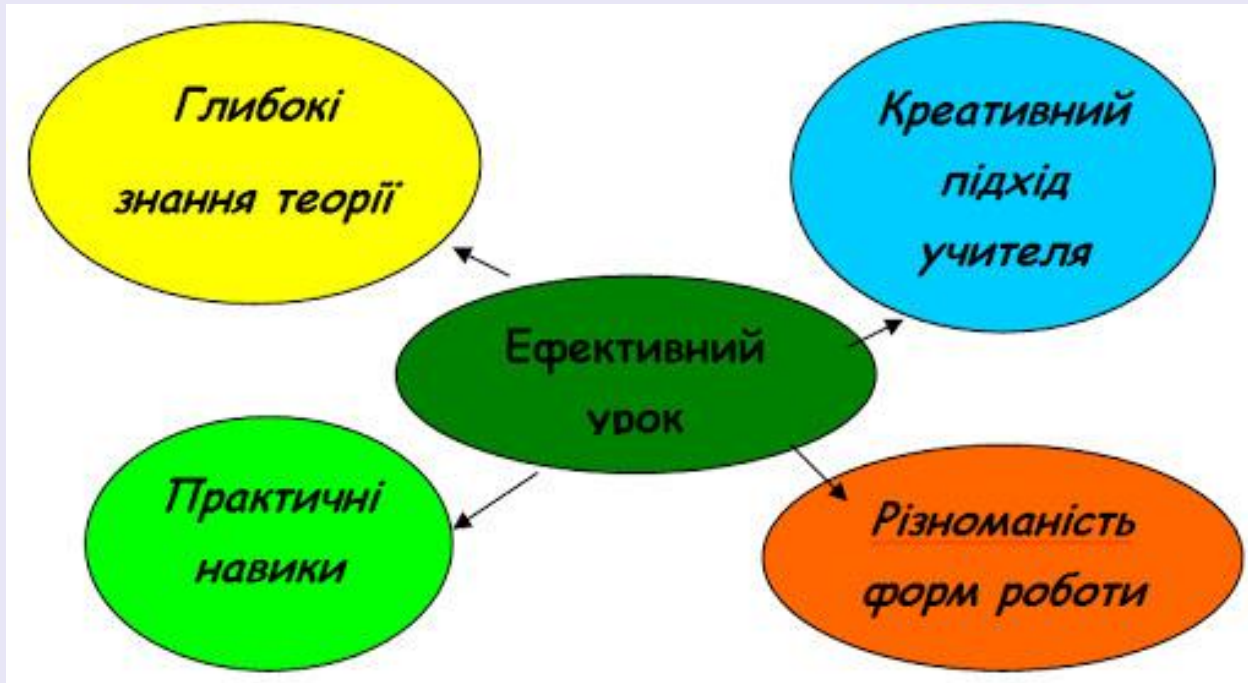 Глибокі
знання теорії
Креативний
підхід
учителя
Ефективний
урок
Практичні
навики
Різноманість
форм роботи